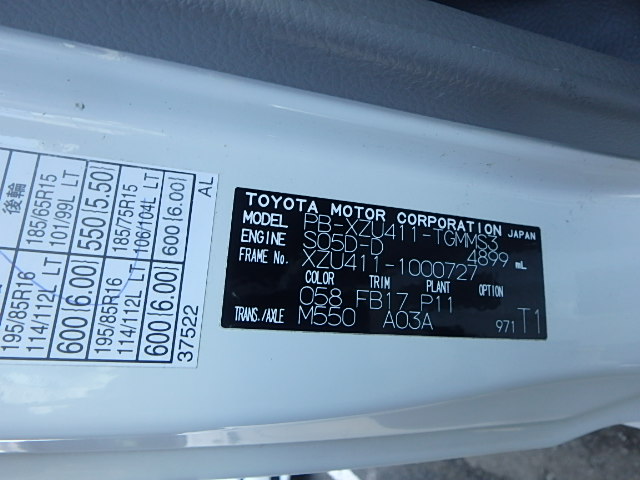 TOYOTA MOTOR CORPORATION JAPAN
MODEL PB-XZU411-TGMMS3
ENGINE S05D-D 4899 mL
FRAME No. XZU411-1000727
COLOR TRIM PLANT
058 FB17 P11
TRANS./AXLE M550 A03A 971 T1
後輪
185/65R15
101/99L LT
550 (5.50)
185/75R15
106/104L LT
600 (6.00)
AL
195/85R16
114/112L LT
600 (6.00)
195/85R16
114/112L LT
600 (6.00)
37522